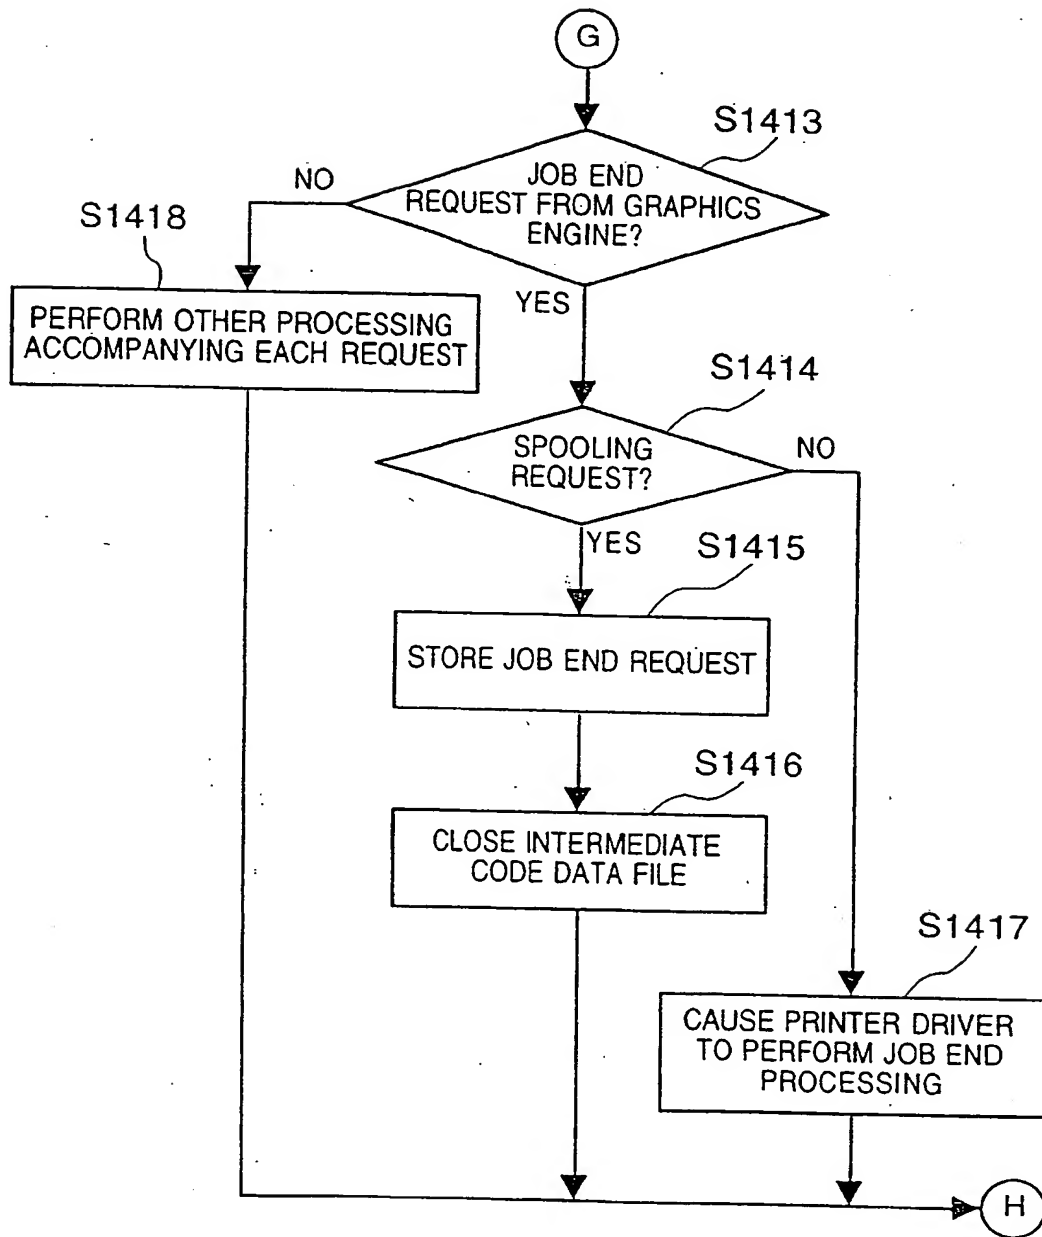 G
S1413
JOB END
REQUEST FROM GRAPHICS
ENGINE?
NO
YES
S1418
PERFORM OTHER PROCESSING
ACCOMPANYING EACH REQUEST
S1414
SPOOLING
REQUEST?
NO
YES
S1415
STORE JOB END REQUEST
S1416
CLOSE INTERMEDIATE
CODE DATA FILE
S1417
CAUSE PRINTER DRIVER
TO PERFORM JOB END
PROCESSING
H